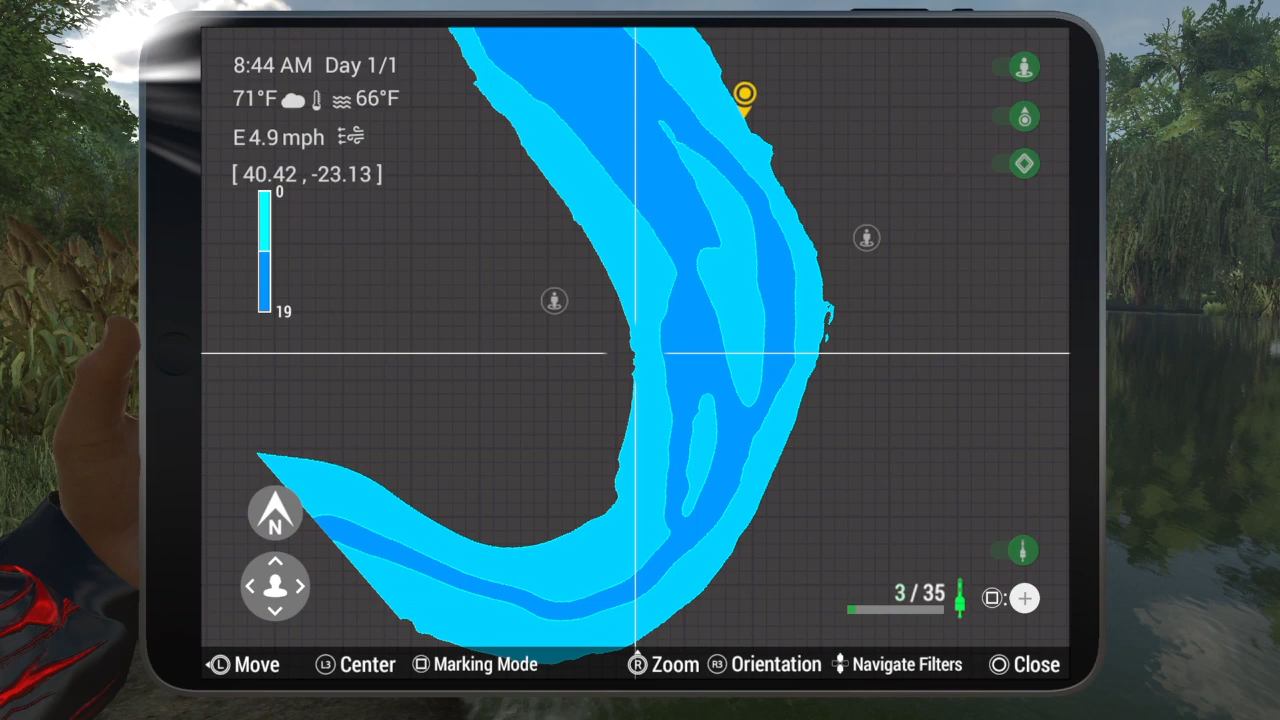 8:44 AM Day 1/1
71°F 66°F
E 4.9 mph
[ 40.42 , -23.13 ]
0
19
N
3 / 35
L Move
L3 Center
Marking Mode
R Zoom
R3 Orientation
Navigate Filters
Close